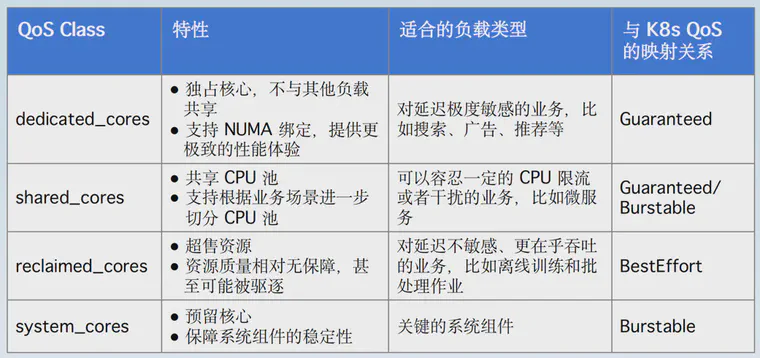 QoS Class
特性
适合的负载类型
与 K8s QoS
的映射关系
dedicated_cores
● 独占核心，不与其他负载
共享
● 支持 NUMA 绑定，提供更
极致的性能体验
对延迟极度敏感的业务，比
如搜索、广告、推荐等
Guaranteed
shared_cores
● 共享 CPU 池
● 支持根据业务场景进一步
切分 CPU 池
可以容忍一定的 CPU 限流
或者干扰的业务，比如微服
务
Guaranteed/
Burstable
reclaimed_cores
● 超售资源
● 资源质量相对无保障，甚
至可能被驱逐
对延迟不敏感、更在乎吞吐
的业务，比如离线训练和批
处理作业
BestEffort
system_cores
● 预留核心
● 保障系统组件的稳定性
关键的系统组件
Burstable